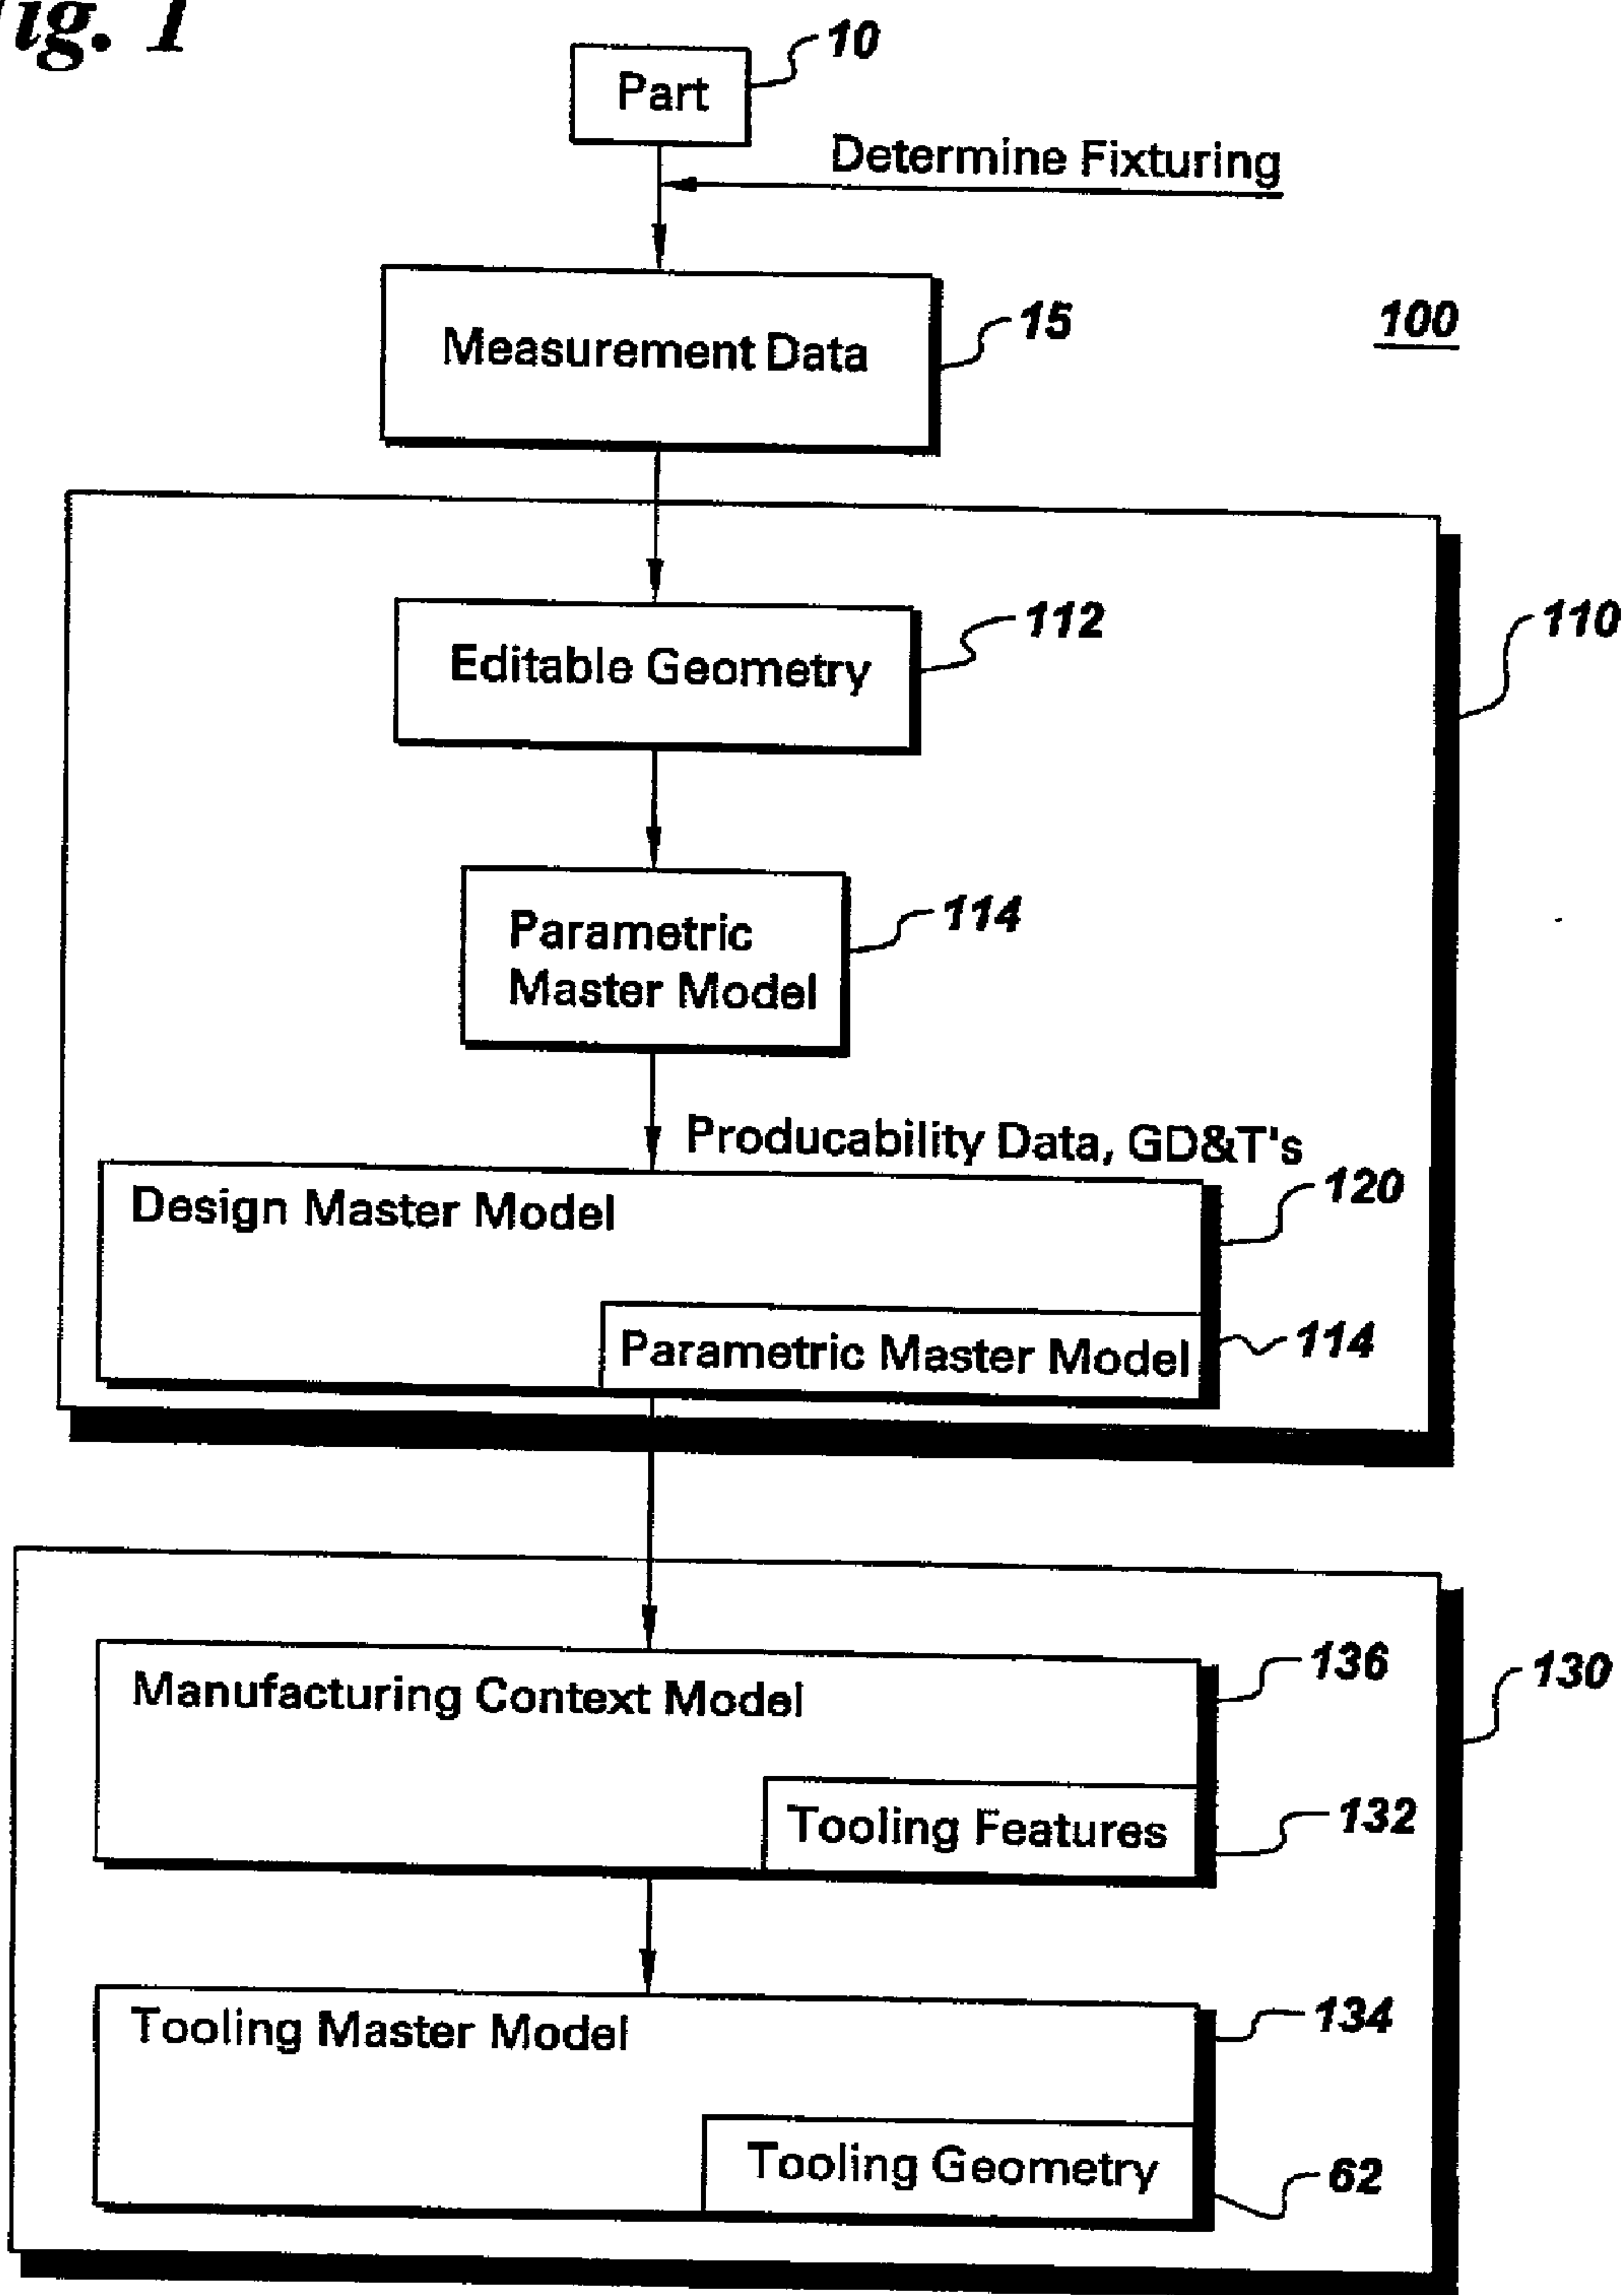 Fig. 1
10
Part
Determine Fixturing
Measurement Data
15
100
Editable Geometry
112
110
Parametric
Master Model
114
Producability Data, GD&T's
Design Master Model
120
Parametric Master Model
114
Manufacturing Context Model
136
130
Tooling Features
132
Tooling Master Model
134
Tooling Geometry
62